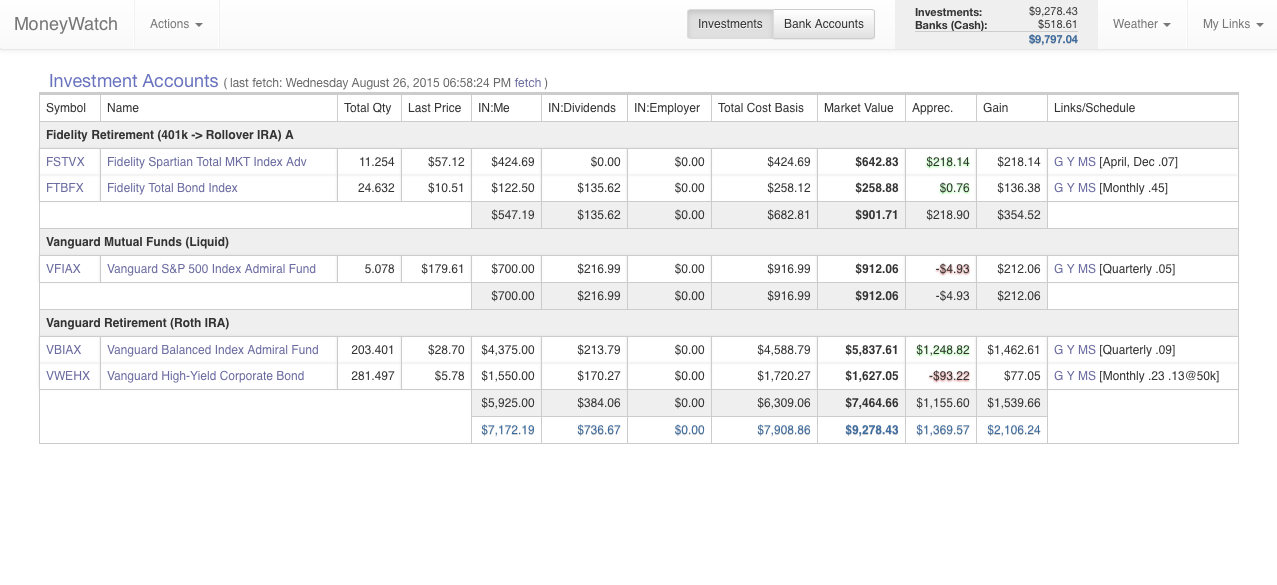 MoneyWatch Actions Investments Bank Accounts Investments: $9,278.43 Weather My Links
Banks (Cash): $518.61
$9,797.04
Investment Accounts ( last fetch: Wednesday August 26, 2015 06:58:24 PM fetch )
Symbol Name Total Qty Last Price IN:Me IN:Dividends IN:Employer Total Cost Basis Market Value Apprec. Gain Links/Schedule
Fidelity Retirement (401k -> Rollover IRA) A
FSTVX Fidelity Spartian Total MKT Index Adv 11.254 $57.12 $424.69 $0.00 $0.00 $424.69 $642.83 $218.14 $218.14 G Y MS [April, Dec .07]
FTBFX Fidelity Total Bond Index 24.632 $10.51 $122.50 $135.62 $0.00 $258.12 $258.88 $0.76 $136.38 G Y MS [Monthly .45]
$547.19 $135.62 $0.00 $682.81 $901.71 $218.90 $354.52
Vanguard Mutual Funds (Liquid)
VFIAX Vanguard S&P 500 Index Admiral Fund 5.078 $179.61 $700.00 $216.99 $0.00 $916.99 $912.06 -$4.93 $212.06 G Y MS [Quarterly .05]
$700.00 $216.99 $0.00 $916.99 $912.06 -$4.93 $212.06
Vanguard Retirement (Roth IRA)
VBIAX Vanguard Balanced Index Admiral Fund 203.401 $28.70 $4,375.00 $213.79 $0.00 $4,588.79 $5,837.61 $1,248.82 $1,462.61 G Y MS [Quarterly .09]
VWEHX Vanguard High-Yield Corporate Bond 281.497 $5.78 $1,550.00 $170.27 $0.00 $1,720.27 $1,627.05 -$93.22 $77.05 G Y MS [Monthly .23 .13@50k]
$5,925.00 $384.06 $0.00 $6,309.06 $7,464.66 $1,155.60 $1,539.66
$7,172.19 $736.67 $0.00 $7,908.86 $9,278.43 $1,369.57 $2,106.24